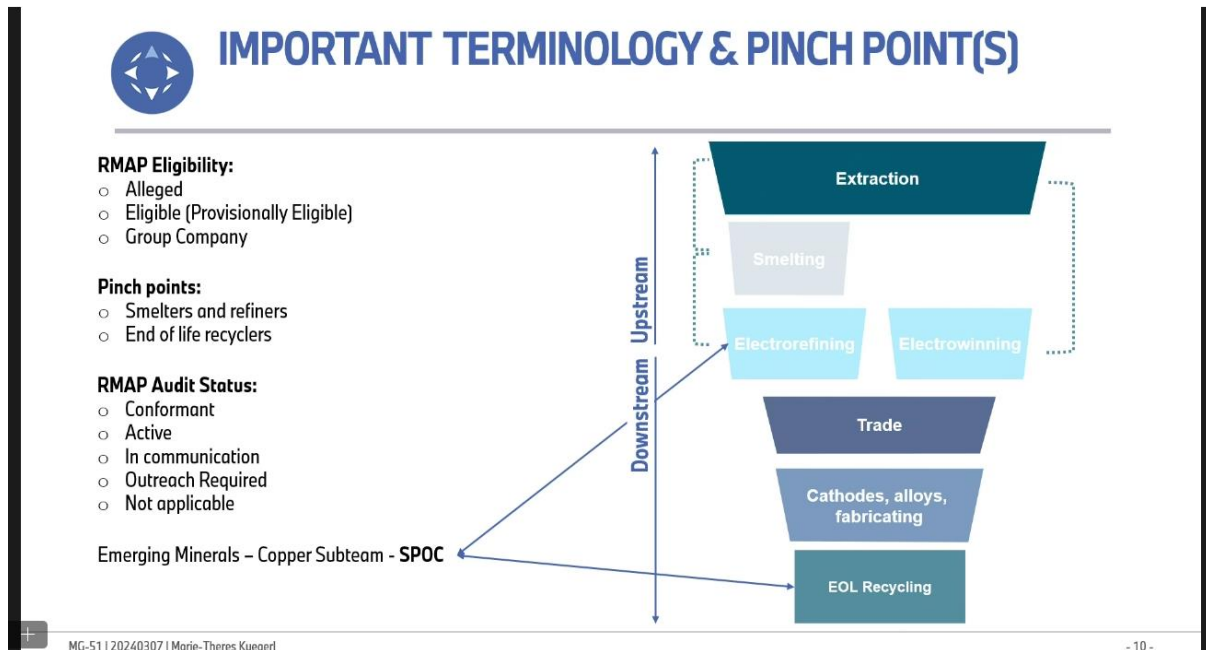 IMPORTANT TERMINOLOGY & PINCH POINT(S)
RMAP Eligibility:
o Alleged
o Eligible (Provisionally Eligible)
o Group Company
Pinch points:
o Smelters and refiners
o End of life recyclers
RMAP Audit Status:
o Conformant
o Active
o In communication
o Outreach Required
o Not applicable
Emerging Minerals – Copper Subteam - SPOC
Upstream
Downstream
Extraction
Smelting
Electrorefining
Electrowinning
Trade
Cathodes, alloys,
fabricating
EOL Recycling
MG-51 | 20240307 | Marie-Theres Kuegerl
- 10 -